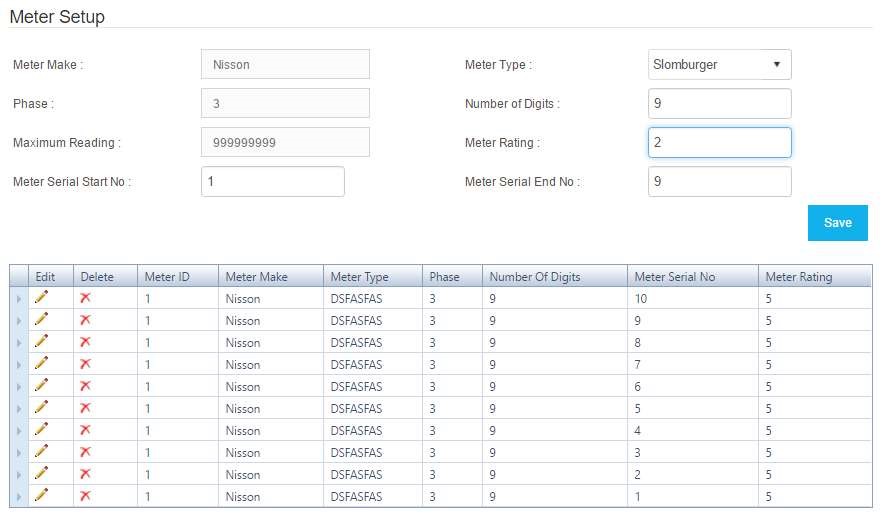 Meter Setup
Meter Make : Nisson Meter Type : Slomburger
Phase : 3 Number of Digits : 9
Maximum Reading : 999999999 Meter Rating : 2
Meter Serial Start No : 1 Meter Serial End No : 9
Save
Edit Delete Meter ID Meter Make Meter Type Phase Number Of Digits Meter Serial No Meter Rating
1 Nisson DSFASFAS 3 9 10 5
1 Nisson DSFASFAS 3 9 9 5
1 Nisson DSFASFAS 3 9 8 5
1 Nisson DSFASFAS 3 9 7 5
1 Nisson DSFASFAS 3 9 6 5
1 Nisson DSFASFAS 3 9 5 5
1 Nisson DSFASFAS 3 9 4 5
1 Nisson DSFASFAS 3 9 3 5
1 Nisson DSFASFAS 3 9 2 5
1 Nisson DSFASFAS 3 9 1 5